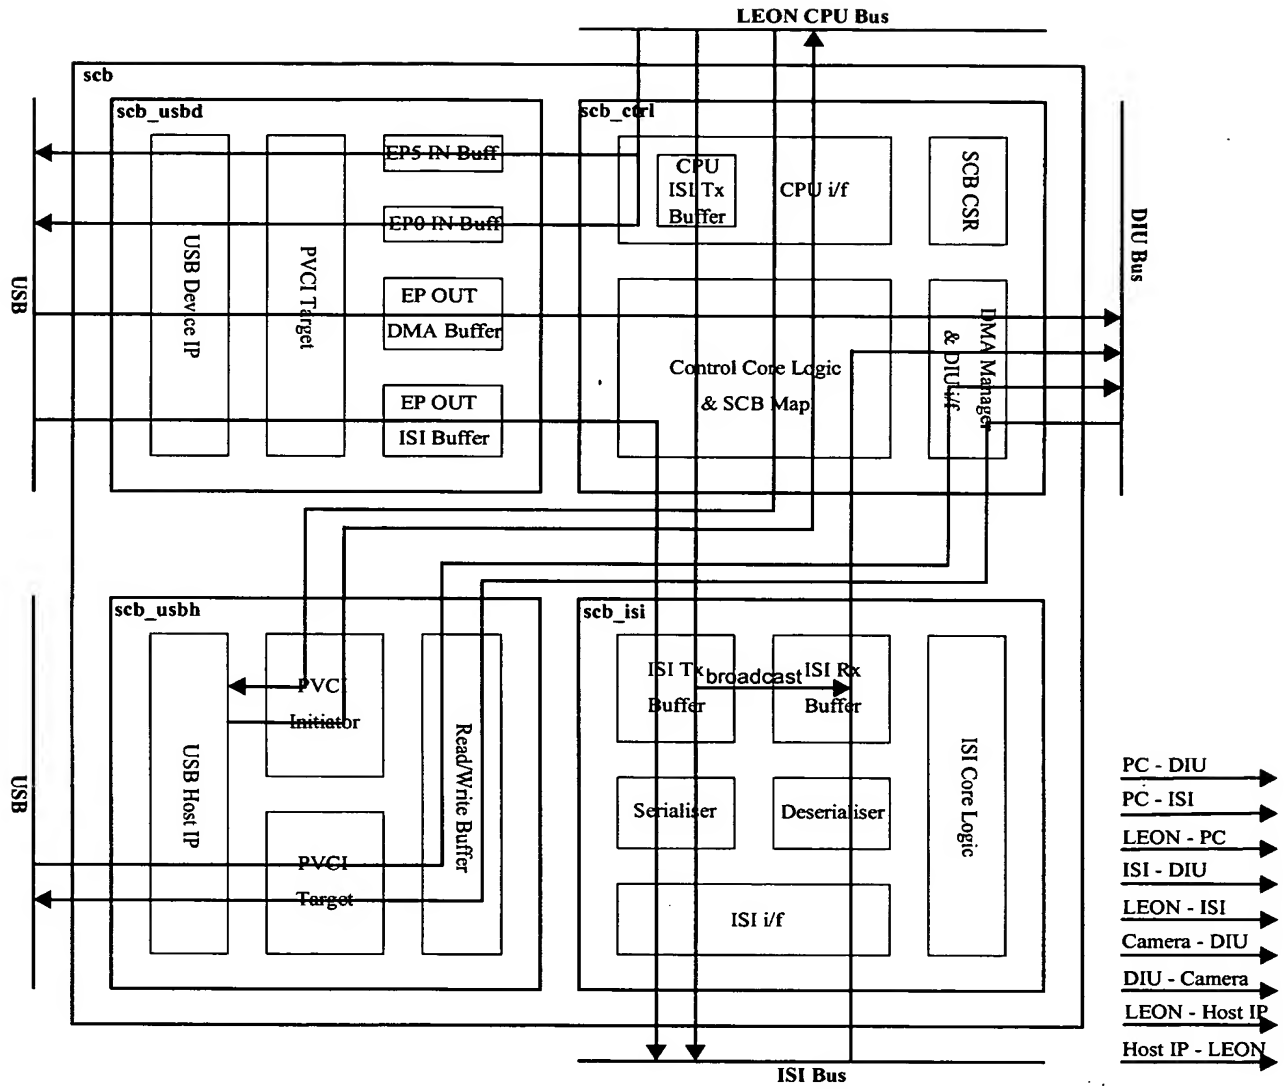 LEON CPU Bus
scb
scb_usbd
EP5 IN Buff
EP0 IN Buff
EP OUT
DMA Buffer
EP OUT
ISI Buffer
USB Device IP
PVCI Target
USB
scb_ctrl
CPU
ISI Tx
Buffer
CPU i/f
SCB CSR
Control Core Logic
& SCB Map
DMA Manager
& DIU i/f
DIU Bus
scb_usbh
USB Host IP
PVCI
Initiator
PVCI
Target
Read/Write Buffer
USB
scb_isi
ISI Tx
Buffer
broadcast
ISI Rx
Buffer
Serialiser
Deserialiser
ISI i/f
ISI Core Logic
ISI Bus
PC - DIU
PC - ISI
LEON - PC
ISI - DIU
LEON - ISI
Camera - DIU
DIU - Camera
LEON - Host IP
Host IP - LEON